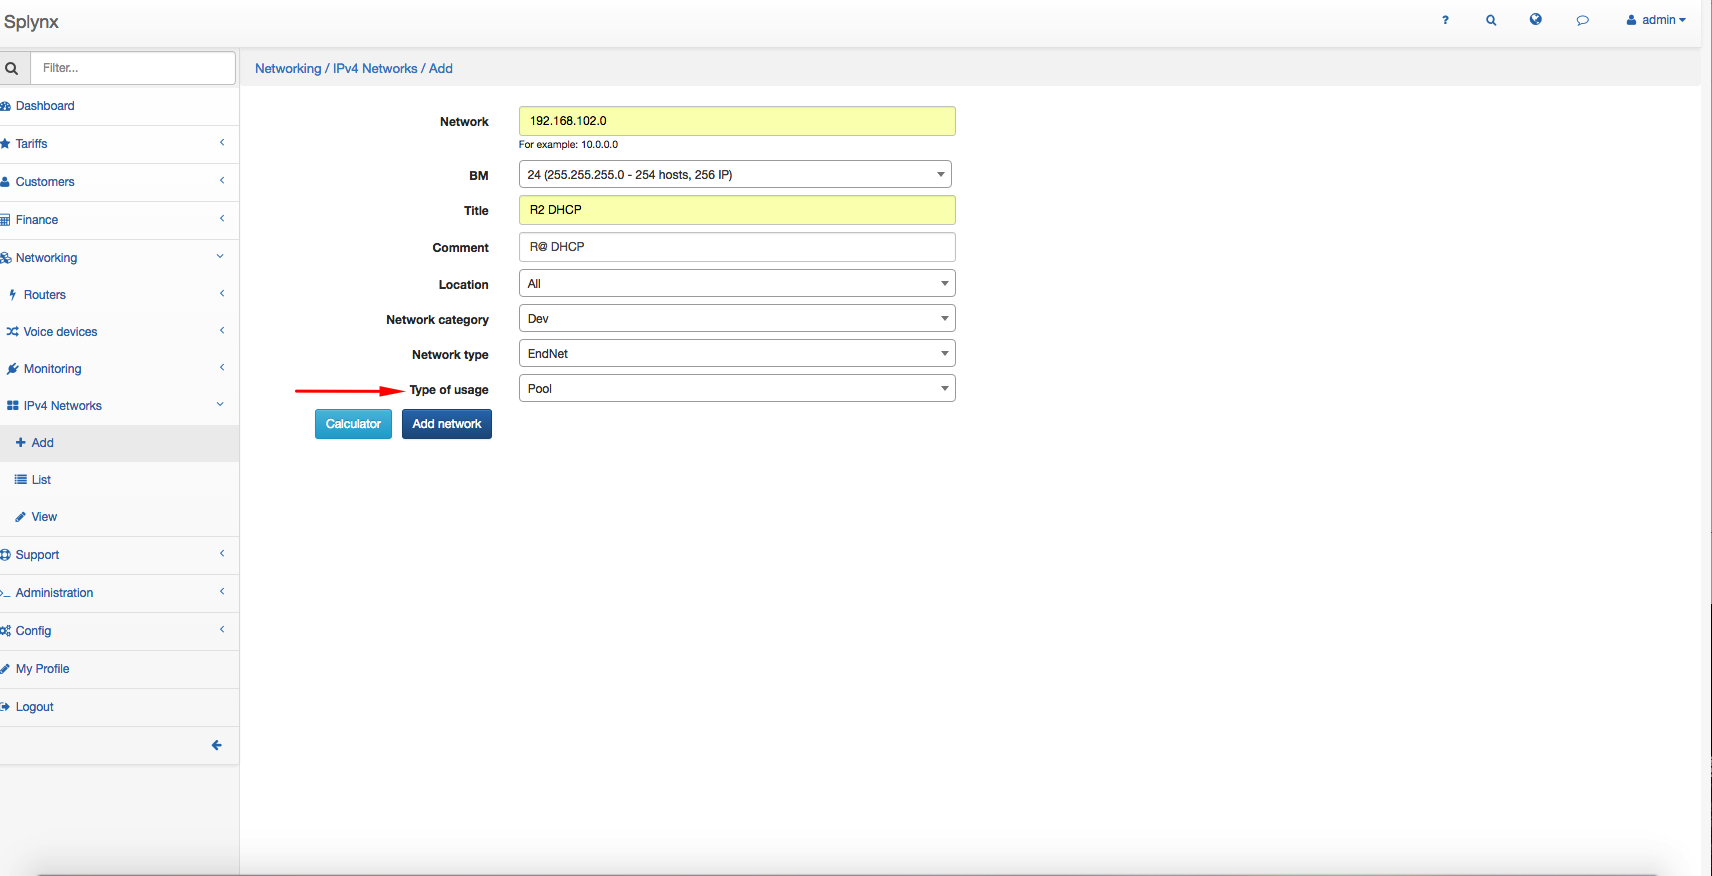 Splynx
admin
Filter...
Networking / IPv4 Networks / Add
Dashboard
Tariffs
Customers
Finance
Networking
Routers
Voice devices
Monitoring
IPv4 Networks
Add
List
View
Support
Administration
Config
My Profile
Logout
Network 192.168.102.0
For example: 10.0.0.0
BM 24 (255.255.255.0 - 254 hosts, 256 IP)
Title R2 DHCP
Comment R@ DHCP
Location All
Network category Dev
Network type EndNet
Type of usage Pool
Calculator Add network